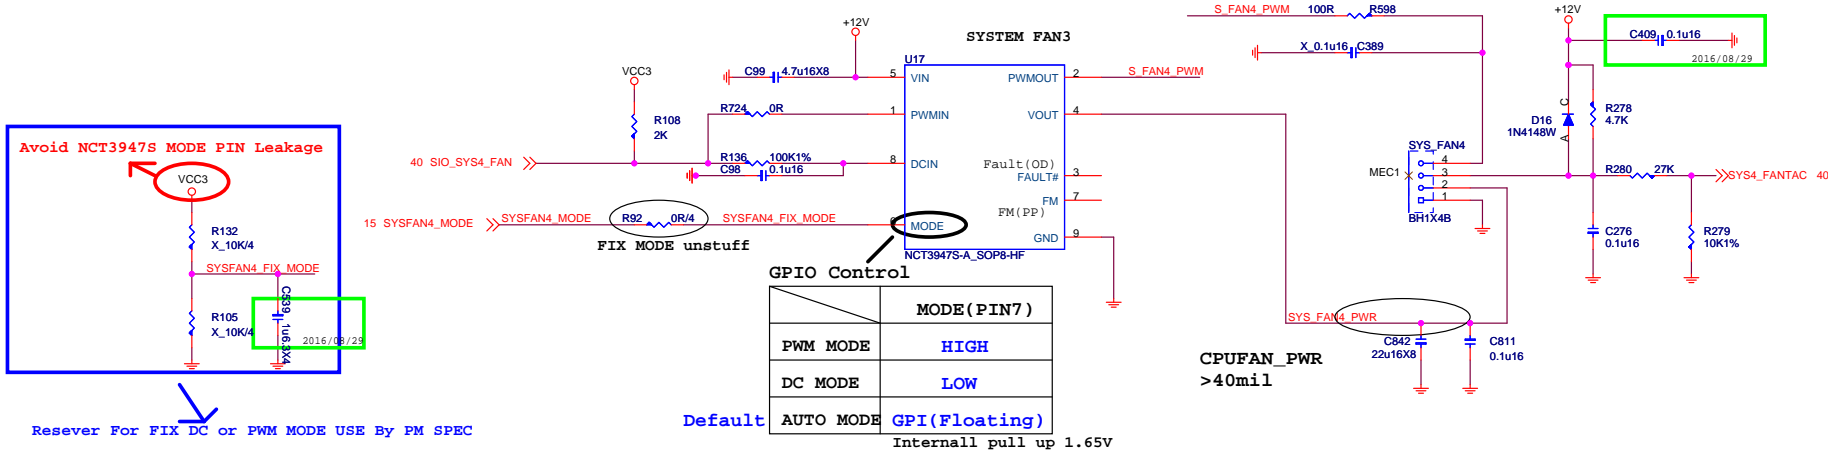 Avoid NCT3947S MODE PIN Leakage
VCC3
R132
X_10K/4
SYSFAN4_FIX_MODE
R105
X_10K/4
C539
1u6.3X4
2016/08/29
Resever For FIX DC or PWM MODE USE By PM SPEC
SYSTEM FAN3
+12V
C99 4.7u16X8
VCC3
R108
2K
R724 0R
40 SIO_SYS4_FAN
R136 100K1%
C98 0.1u16
15 SYSFAN4_MODE
SYSFAN4_MODE
R92 0R/4
SYSFAN4_FIX_MODE
FIX MODE unstuff
U17
5 VIN
1 PWMIN
8 DCIN
MODE
PWMOUT 2
VOUT 4
Fault(OD)
FAULT# 3
FM 7
FM(PP)
GND 9
NCT3947S-A_SOP8-HF
GPIO Control
MODE(PIN7)
PWM MODE HIGH
DC MODE LOW
Default AUTO MODE GPI(Floating)
Internall pull up 1.65V
S_FAN4_PWM
S_FAN4_PWM 100R R598
X_0.1u16 C389
+12V
C409 0.1u16
2016/08/29
D16
1N4148W
C
A
R278
4.7K
SYS_FAN4
MEC1
4
3
2
1
BH1X4B
R280 27K
SYS4_FANTAC 40
C276
0.1u16
R279
10K1%
SYS_FAN4_PWR
CPUFAN_PWR
>40mil
C842
22u16X8
C811
0.1u16